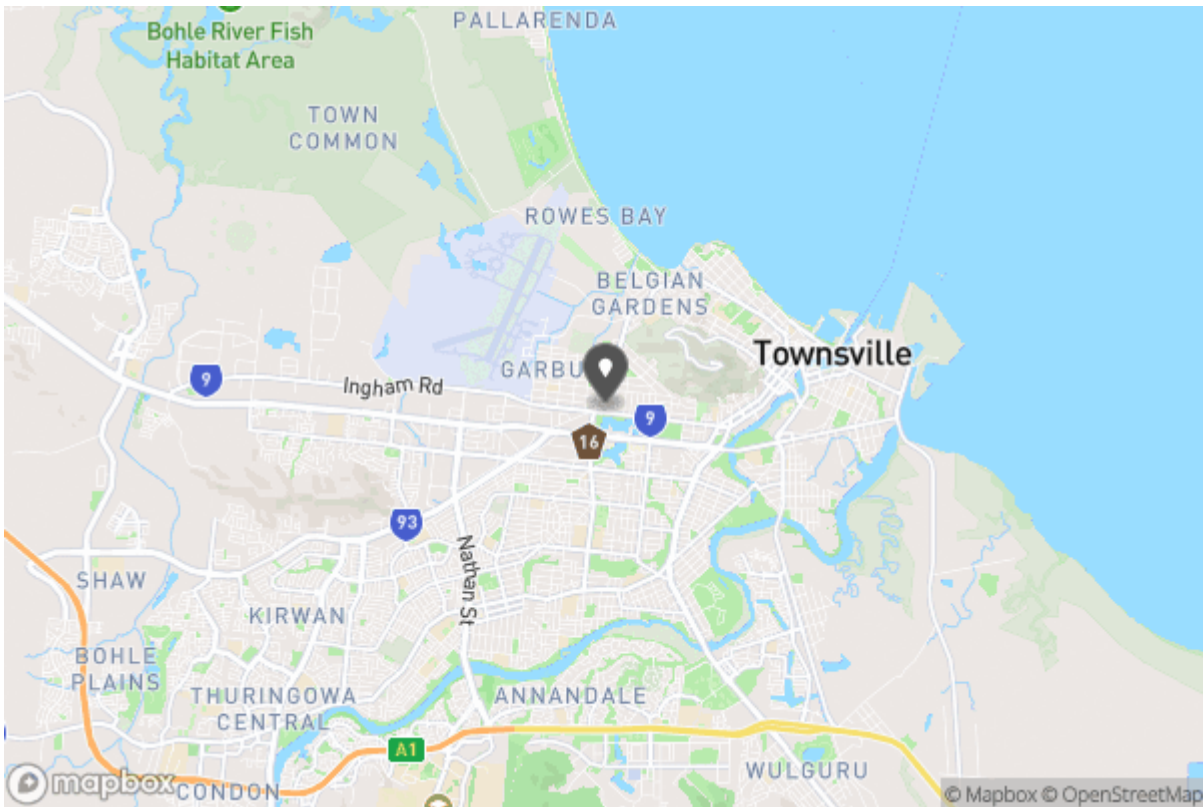 PALLARENDA
Bohle River Fish
Habitat Area
TOWN
COMMON
ROWES BAY
BELGIAN
GARDENS
Townsville
GARBU
9
Ingham Rd
9
16
93
Nathan St
SHAW
KIRWAN
BOHLE
PLAINS
THURINGOWA
CENTRAL
ANNANDALE
A1
WULGURU
CONDON
mapbox
© Mapbox © OpenStreetMap